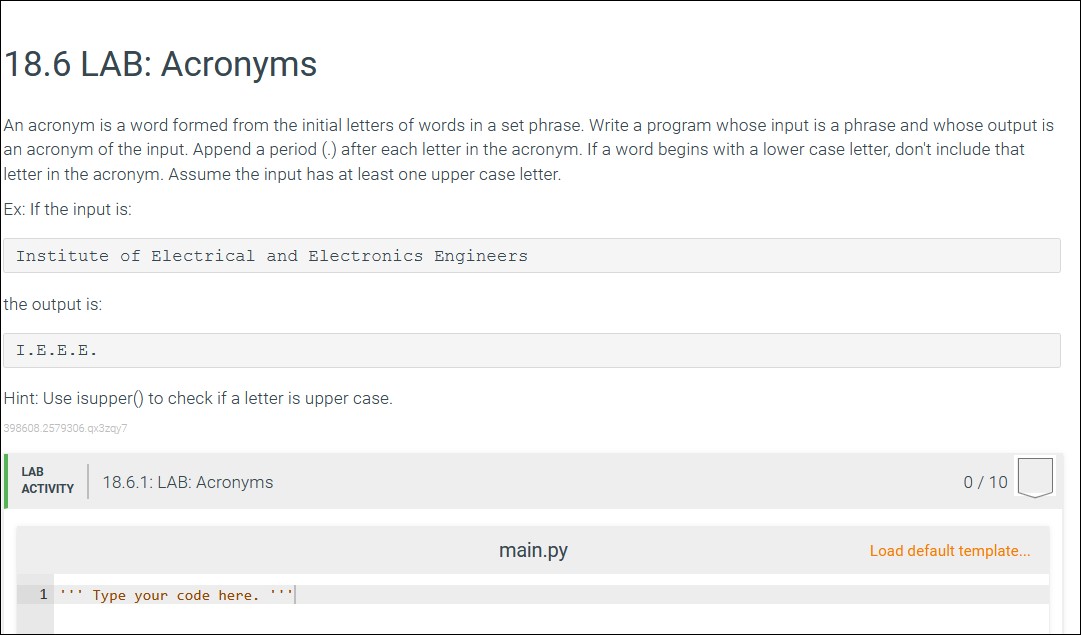 18.6 LAB: Acronyms
An acronym is a word formed from the initial letters of words in a set phrase. Write a program whose input is a phrase and whose output is
an acronym of the input. Append a period (.) after each letter in the acronym. If a word begins with a lower case letter, don't include that
letter in the acronym. Assume the input has at least one upper case letter.
Ex: If the input is:
Institute of Electrical and Electronics Engineers
the output is:
I.E.E.E.
Hint: Use isupper() to check if a letter is upper case.
398608.2579306.qx3zqy7
LAB
ACTIVITY
18.6.1: LAB: Acronyms
0 / 10
main.py
Load default template...
1 ''' Type your code here. '''